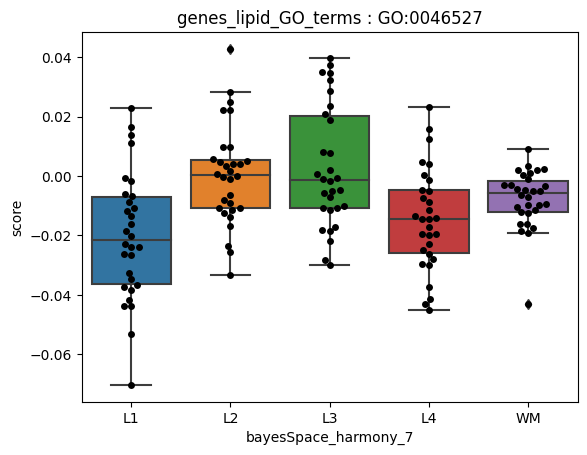 genes_lipid_GO_terms : GO:0046527
0.04
0.02
0.00
−0.02
−0.04
−0.06
score
L1 L2 L3 L4 WM
bayesSpace_harmony_7